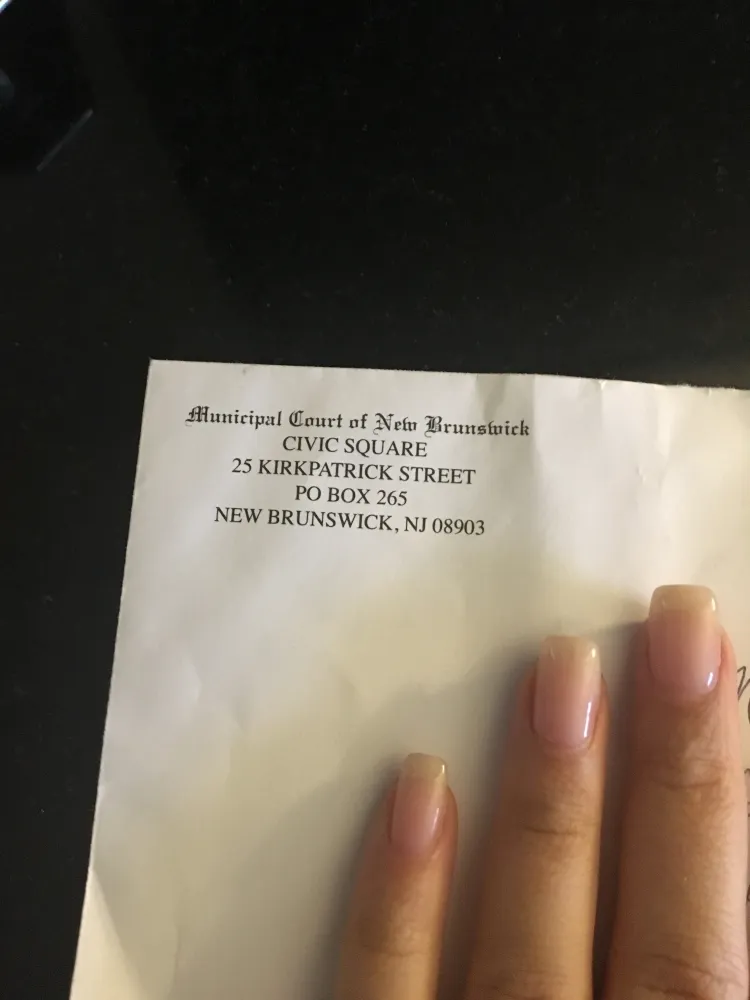 Municipal Court of New Brunswick
CIVIC SQUARE
25 KIRKPATRICK STREET
PO BOX 265
NEW BRUNSWICK, NJ 08903